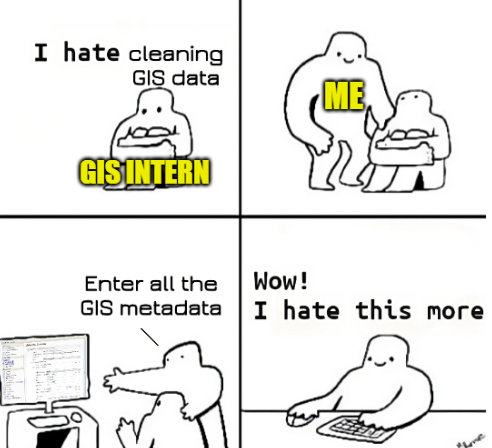 I hate cleaning
GIS data
GIS INTERN
ME
Enter all the
GIS metadata
Wow!
I hate this more